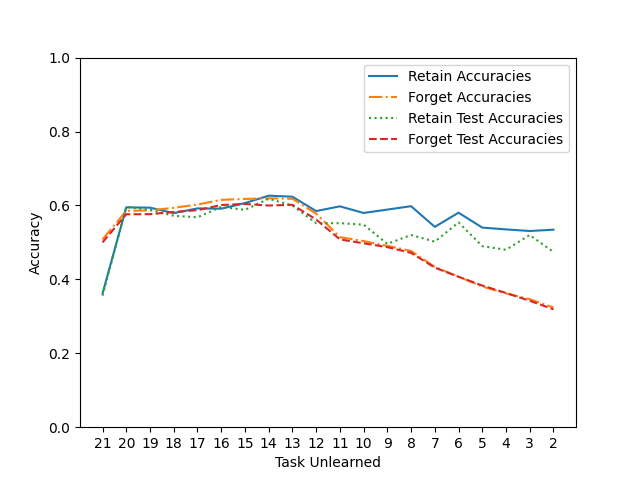 1.0
0.8
0.6
0.4
0.2
0.0
Accuracy
Retain Accuracies
Forget Accuracies
Retain Test Accuracies
Forget Test Accuracies
21 20 19 18 17 16 15 14 13 12 11 10 9 8 7 6 5 4 3 2
Task Unlearned